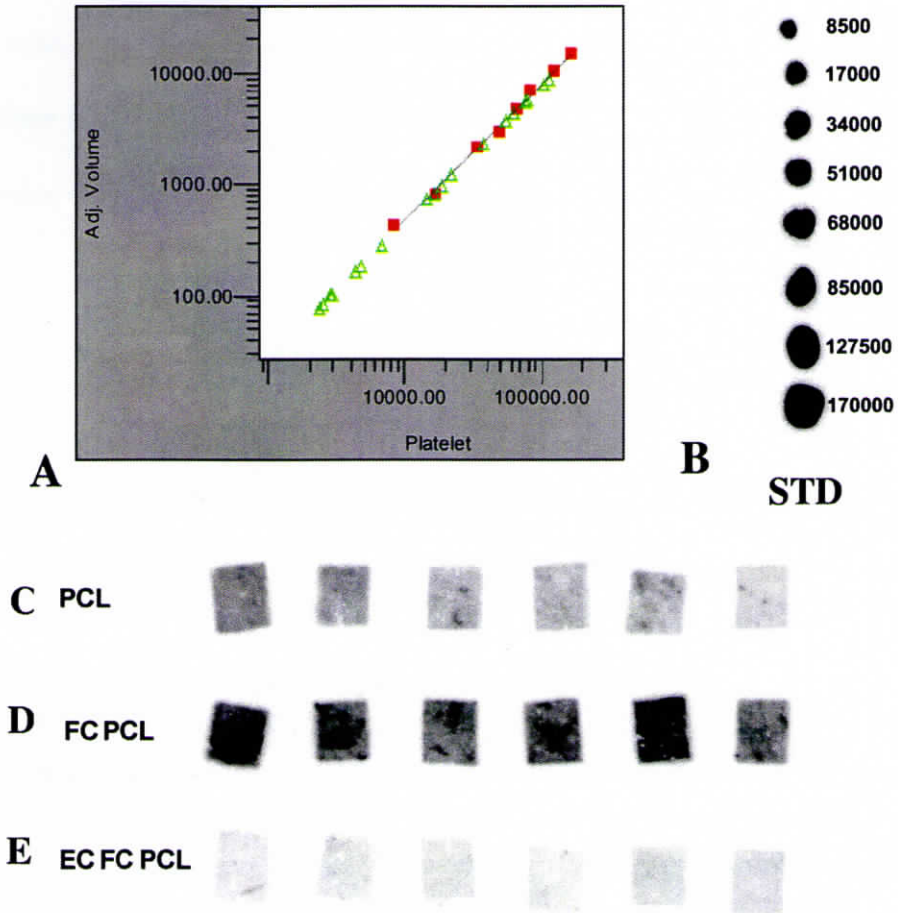 10000.00
1000.00
100.00
Adj. Volume
10000.00 100000.00
Platelet
A
8500
17000
34000
51000
68000
85000
127500
170000
B
STD
C PCL
D FC PCL
E EC FC PCL